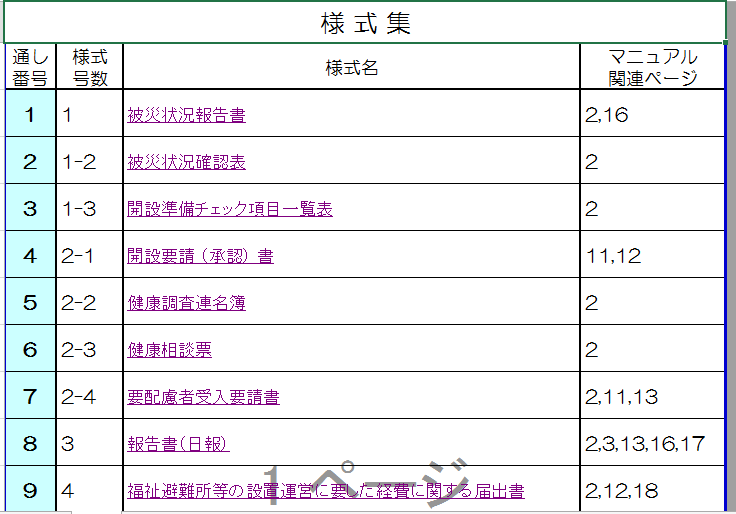 様式集
通し番号 様式号数 様式名 マニュアル関連ページ
1 1 被災状況報告書 2,16
2 1-2 被災状況確認表 2
3 1-3 開設準備チェック項目一覧表 2
4 2-1 開設要請（承認）書 11,12
5 2-2 健康調査連名簿 2
6 2-3 健康相談票 2
7 2-4 要配慮者受入要請書 2,11,13
8 3 報告書（日報） 2,3,13,16,17
9 4 福祉避難所等の設置運営に要した経費に関する届出書 2,12,18
1 ページ